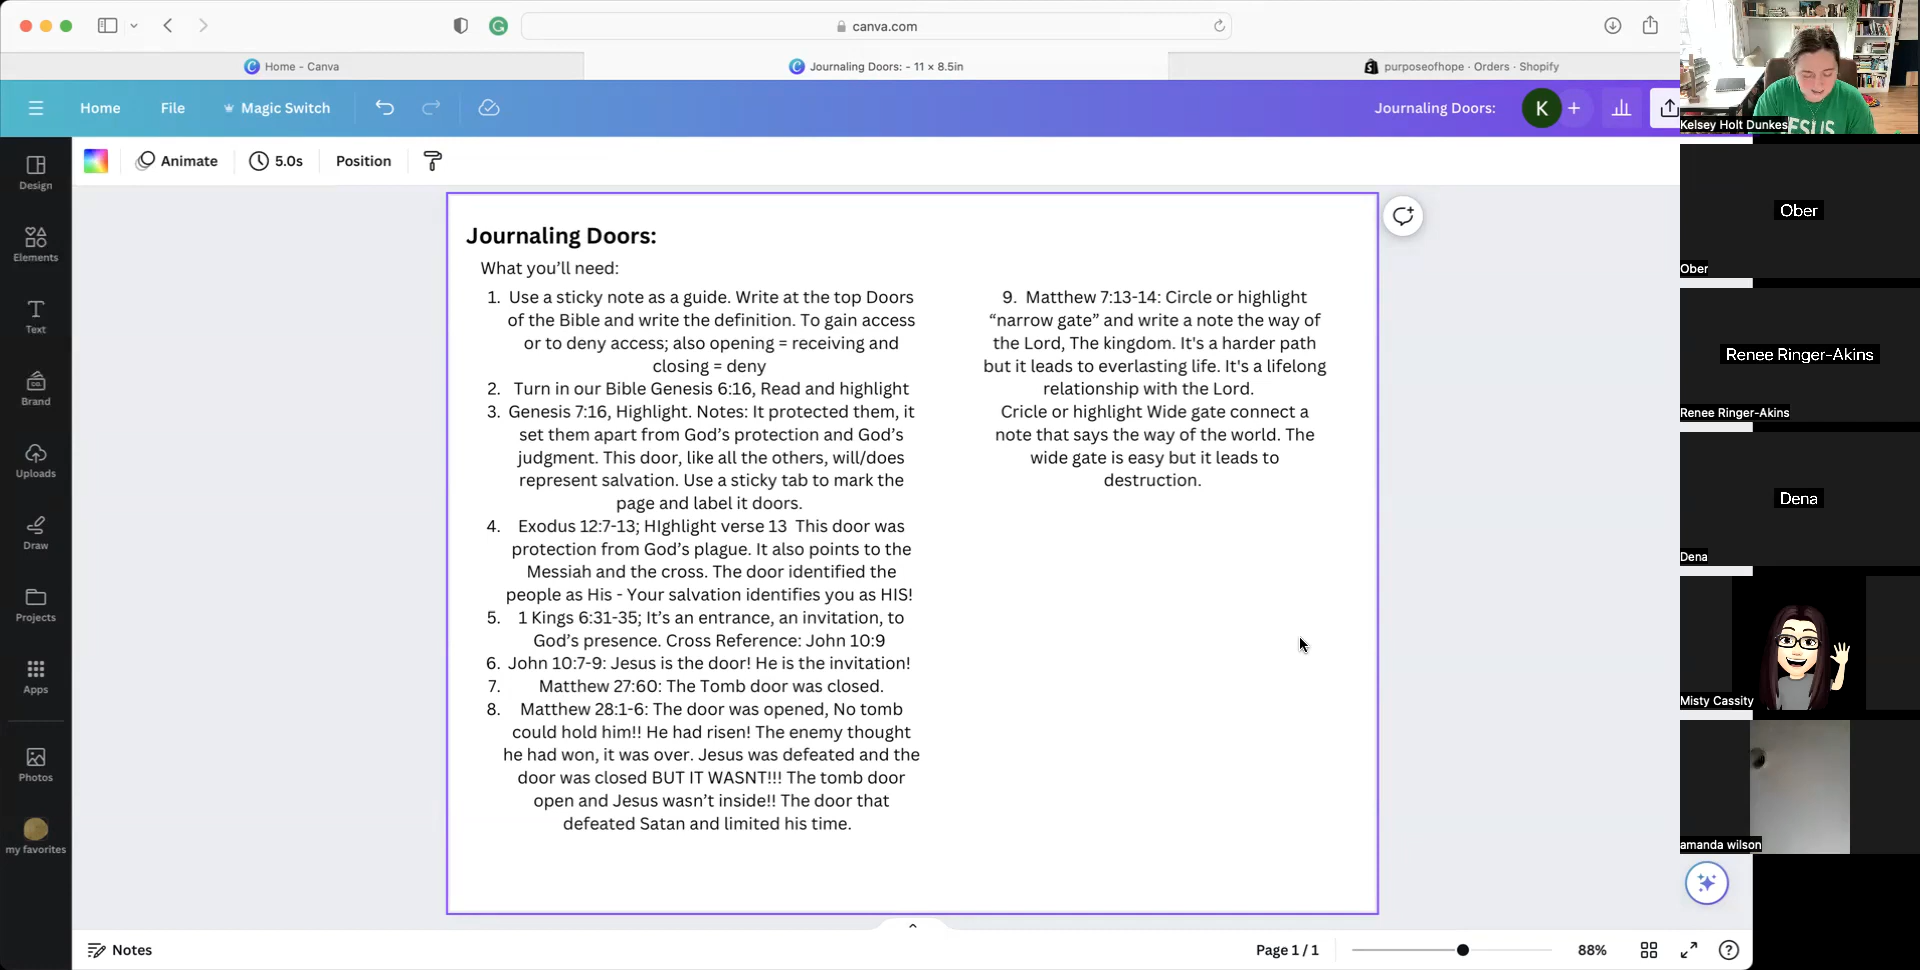 canva.com
Home - Canva
Journaling Doors: - 11 × 8.5in
purposeofhope · Orders · Shopify
Home
File
Magic Switch
Journaling Doors:
K
Animate
5.0s
Position
Design
Elements
Text
Brand
Uploads
Draw
Projects
Apps
Photos
my favorites
Journaling Doors:
What you’ll need:
1. Use a sticky note as a guide. Write at the top Doors
of the Bible and write the definition. To gain access
or to deny access; also opening = receiving and
closing = deny
2. Turn in our Bible Genesis 6:16, Read and highlight
3. Genesis 7:16, Highlight. Notes: It protected them, it
set them apart from God’s protection and God’s
judgment. This door, like all the others, will/does
represent salvation. Use a sticky tab to mark the
page and label it doors.
4. Exodus 12:7-13; HIghlight verse 13 This door was
protection from God’s plague. It also points to the
Messiah and the cross. The door identified the
people as His - Your salvation identifies you as HIS!
5. 1 Kings 6:31-35; It’s an entrance, an invitation, to
God’s presence. Cross Reference: John 10:9
6. John 10:7-9: Jesus is the door! He is the invitation!
7. Matthew 27:60: The Tomb door was closed.
8. Matthew 28:1-6: The door was opened, No tomb
could hold him!! He had risen! The enemy thought
he had won, it was over. Jesus was defeated and the
door was closed BUT IT WASNT!!! The tomb door
open and Jesus wasn’t inside!! The door that
defeated Satan and limited his time.
9. Matthew 7:13-14: Circle or highlight
“narrow gate” and write a note the way of
the Lord, The kingdom. It's a harder path
but it leads to everlasting life. It's a lifelong
relationship with the Lord.
Cricle or highlight Wide gate connect a
note that says the way of the world. The
wide gate is easy but it leads to
destruction.
Notes
Page 1 / 1
88%
JESUS
Kelsey Holt Dunkes
Ober
Ober
Renee Ringer-Akins
Renee Ringer-Akins
Dena
Dena
Misty Cassity
amanda wilson